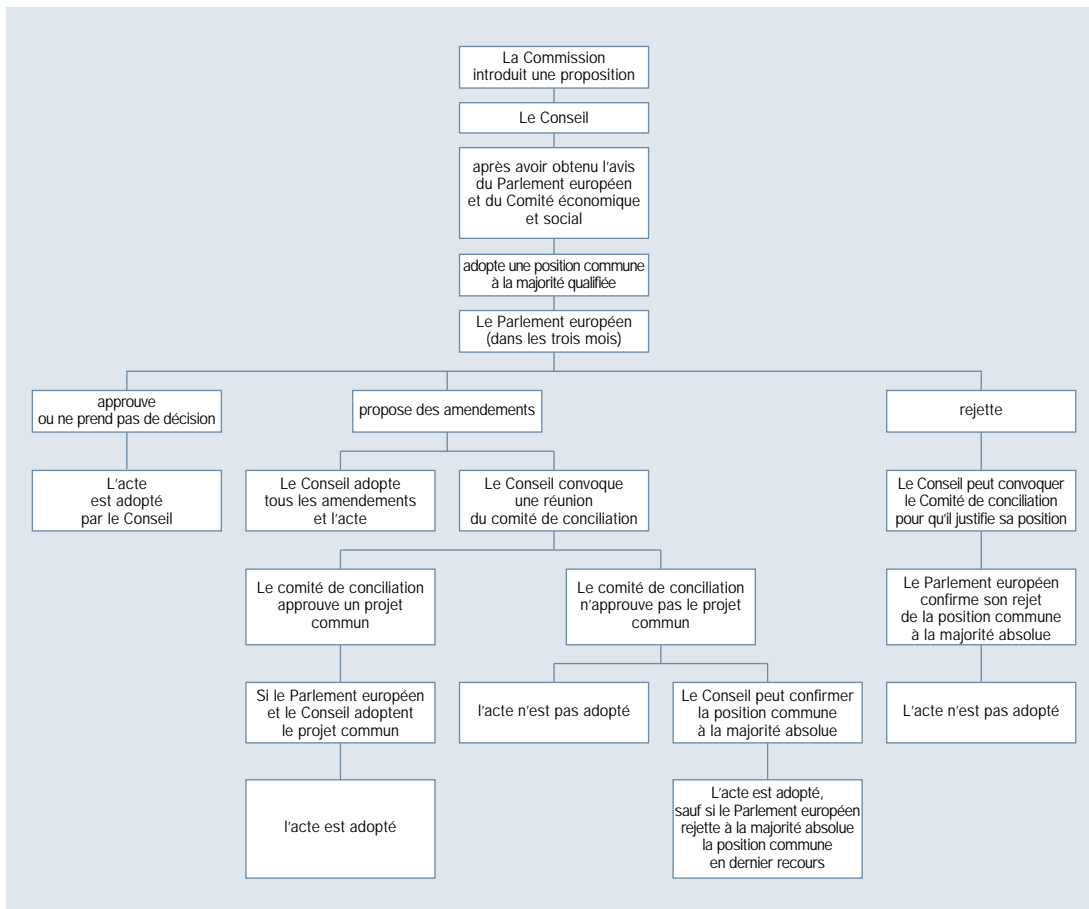 La Commission
introduit une proposition
Le Conseil
après avoir obtenu l'avis
du Parlement européen
et du Comité économique
et social
adopte une position commune
à la majorité qualifiée
Le Parlement européen
(dans les trois mois)
approuve
ou ne prend pas de décision
propose des amendements
rejette
L'acte
est adopté
par le Conseil
Le Conseil adopte
tous les amendements
et l'acte
Le Conseil convoque
une réunion
du comité de conciliation
Le Conseil peut convoquer
le Comité de conciliation
pour qu'il justifie sa position
Le comité de conciliation
approuve un projet
commun
Le comité de conciliation
n'approuve pas le projet
commun
Le Parlement européen
confirme son rejet
de la position commune
à la majorité absolue
Si le Parlement européen
et le Conseil adoptent
le projet commun
l'acte n'est pas adopté
Le Conseil peut confirmer
la position commune
à la majorité absolue
L'acte n'est pas adopté
l'acte est adopté
L'acte est adopté,
sauf si le Parlement européen
rejette à la majorité absolue
la position commune
en dernier recours